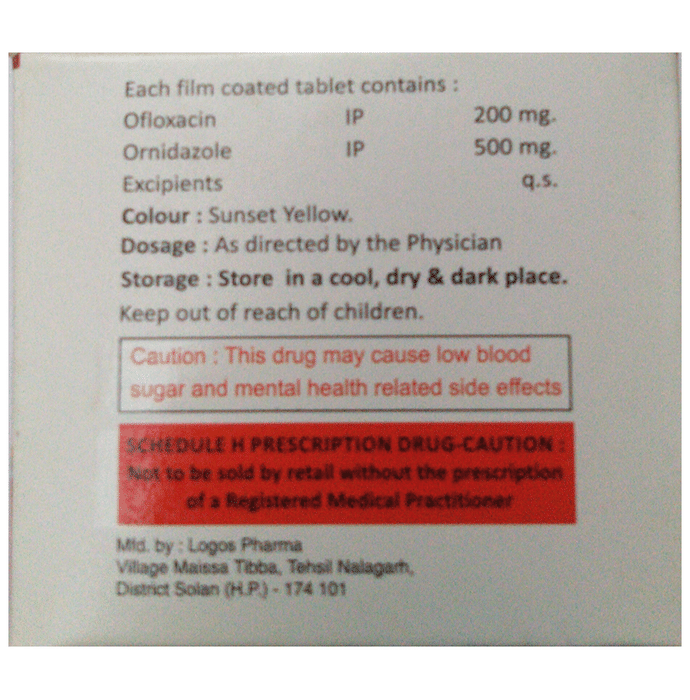 Each film coated tablet contains :
Ofloxacin IP 200 mg.
Ornidazole IP 500 mg.
Excipients q.s.
Colour : Sunset Yellow.
Dosage : As directed by the Physician
Storage : Store in a cool, dry & dark place.
Keep out of reach of children.
Caution : This drug may cause low blood
sugar and mental health related side effects
SCHEDULE H PRESCRIPTION DRUG-CAUTION :
Not to be sold by retail without the prescription
of a Registered Medical Practitioner
Mfd. by : Logos Pharma
Village Maissa Tibba, Tehsil Nalagarh,
District Solan (H.P.) - 174 101